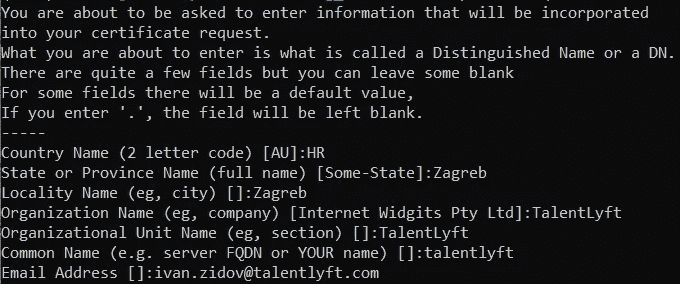 You are about to be asked to enter information that will be incorporated
into your certificate request.
What you are about to enter is what is called a Distinguished Name or a DN.
There are quite a few fields but you can leave some blank
For some fields there will be a default value,
If you enter '.', the field will be left blank.
-----
Country Name (2 letter code) [AU]:HR
State or Province Name (full name) [Some-State]:Zagreb
Locality Name (eg, city) []:Zagreb
Organization Name (eg, company) [Internet Widgits Pty Ltd]:TalentLyft
Organizational Unit Name (eg, section) []:TalentLyft
Common Name (e.g. server FQDN or YOUR name) []:talentlyft
Email Address []:ivan.zidov@talentlyft.com